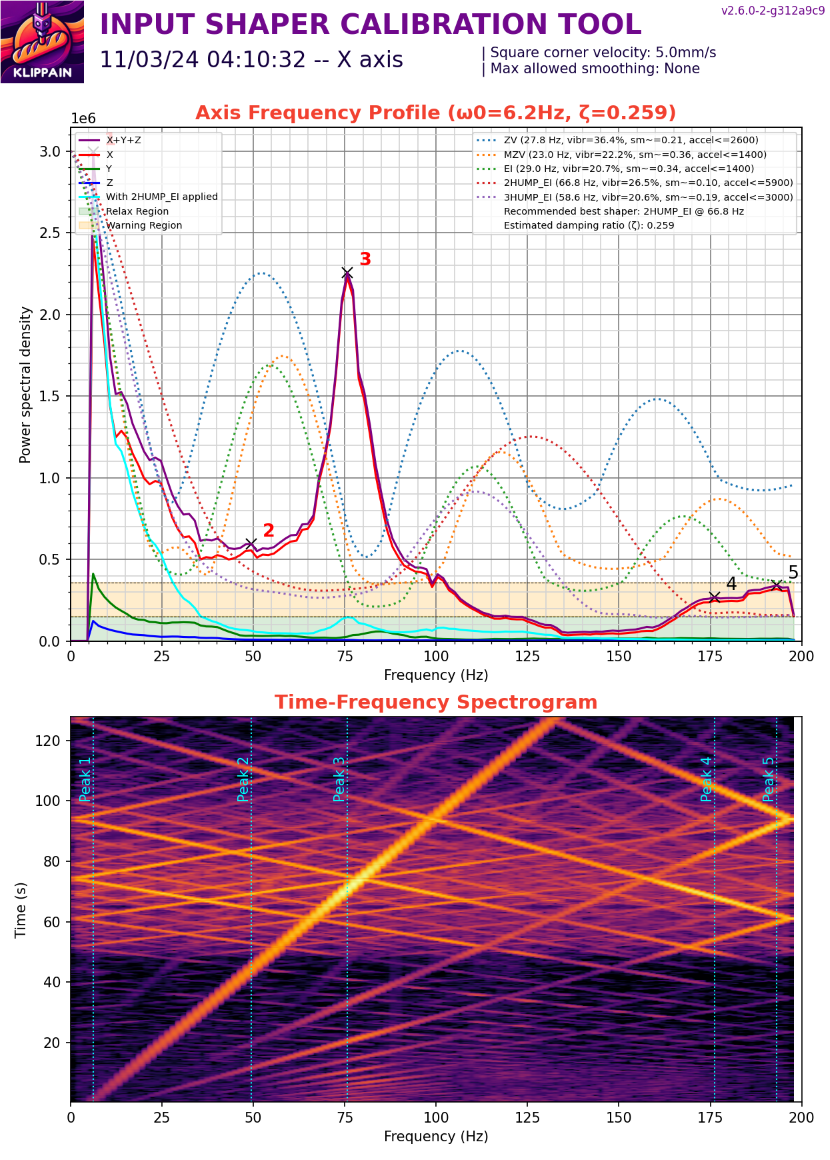 INPUT SHAPER CALIBRATION TOOL
v2.6.0-2-g312a9c9
11/03/24 04:10:32 -- X axis
| Square corner velocity: 5.0mm/s
| Max allowed smoothing: None
KLIPPAIN
Axis Frequency Profile (ω0=6.2Hz, ζ=0.259)
1e6
X+Y+Z
X
Y
Z
With 2HUMP_EI applied
Relax Region
Warning Region
ZV (27.8 Hz, vibr=36.4%, sm~=0.21, accel<=2600)
MZV (23.0 Hz, vibr=22.2%, sm~=0.36, accel<=1400)
EI (29.0 Hz, vibr=20.7%, sm~=0.34, accel<=1400)
2HUMP_EI (66.8 Hz, vibr=26.5%, sm~=0.10, accel<=5900)
3HUMP_EI (58.6 Hz, vibr=20.6%, sm~=0.19, accel<=3000)
Recommended best shaper: 2HUMP_EI @ 66.8 Hz
Estimated damping ratio (ζ): 0.259
3.0
2.5
2.0
1.5
1.0
0.5
0.0
Power spectral density
2
3
4
5
0 25 50 75 100 125 150 175 200
Frequency (Hz)
Time-Frequency Spectrogram
120
100
80
60
40
20
Time (s)
Peak 1
Peak 2
Peak 3
Peak 4
Peak 5
0 25 50 75 100 125 150 175 200
Frequency (Hz)